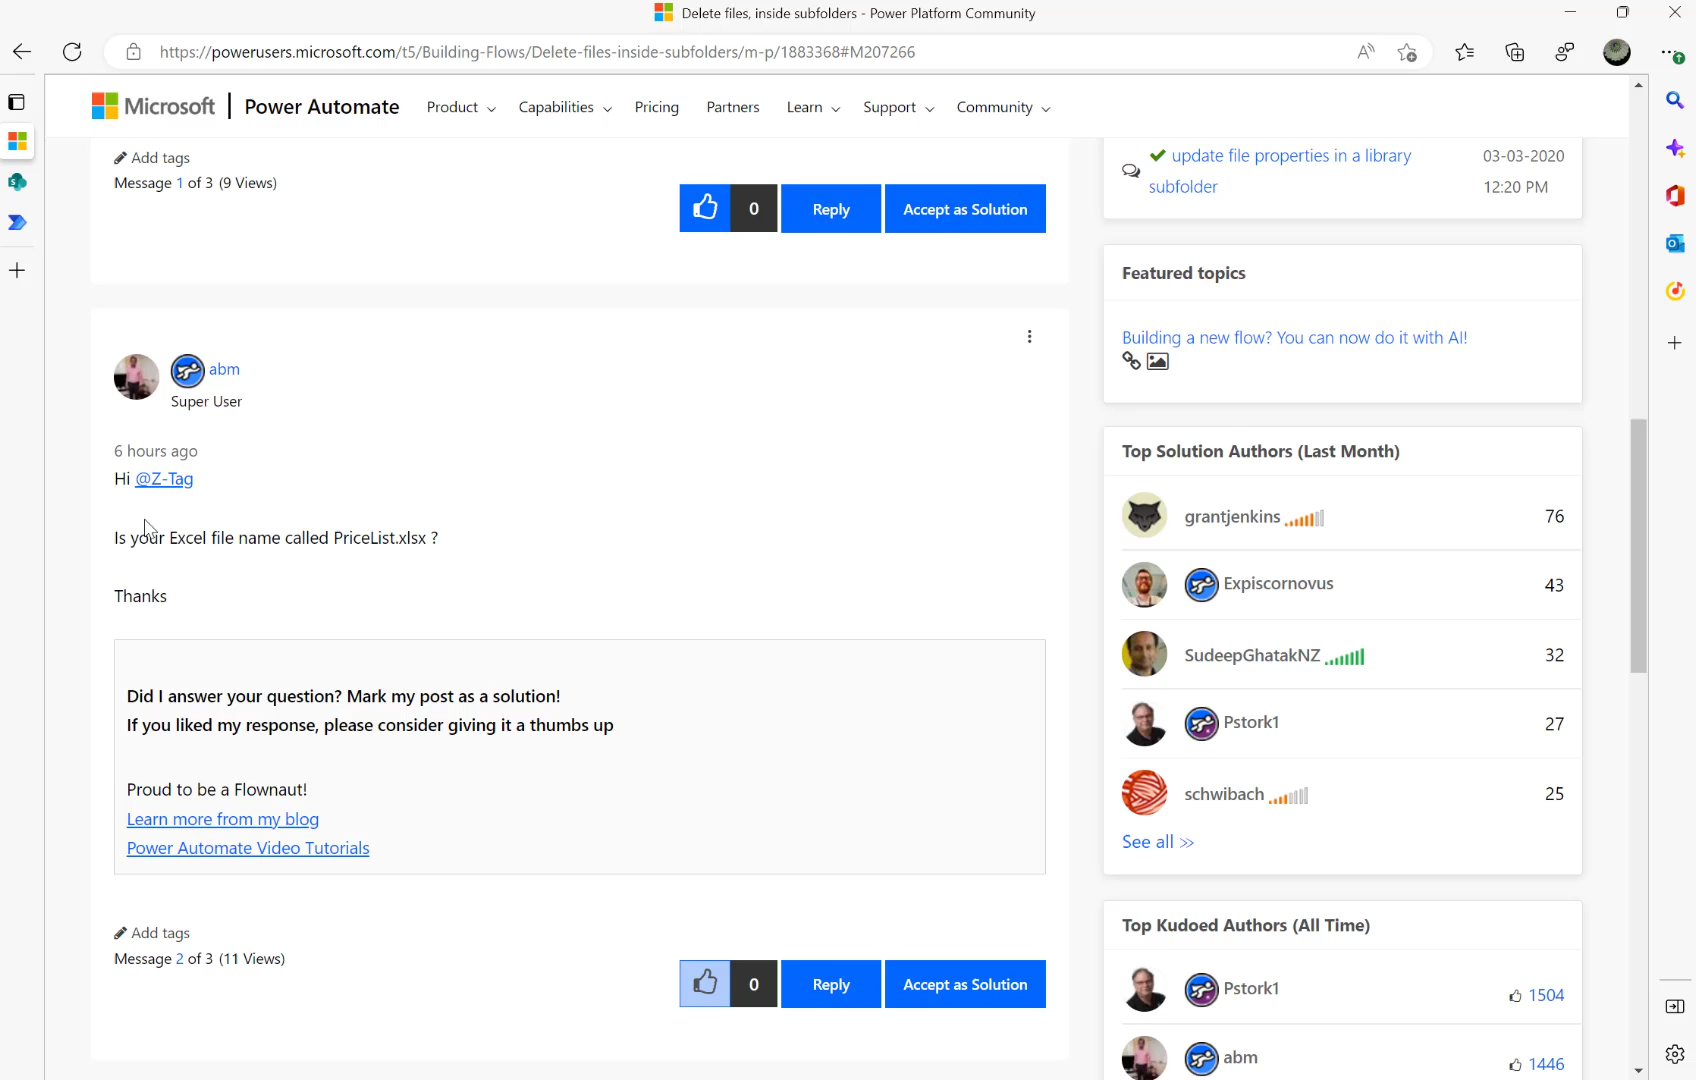 Delete files, inside subfolders - Power Platform Community
https://powerusers.microsoft.com/t5/Building-Flows/Delete-files-inside-subfolders/m-p/1883368#M207266
Microsoft | Power Automate Product Capabilities Pricing Partners Learn Support Community
Add tags
Message 1 of 3 (9 Views)
0 Reply Accept as Solution
abm
Super User
6 hours ago
Hi @Z-Tag
Is your Excel file name called PriceList.xlsx ?
Thanks
Did I answer your question? Mark my post as a solution!
If you liked my response, please consider giving it a thumbs up
Proud to be a Flownaut!
Learn more from my blog
Power Automate Video Tutorials
Add tags
Message 2 of 3 (11 Views)
0 Reply Accept as Solution
update file properties in a library 03-03-2020
subfolder 12:20 PM
Featured topics
Building a new flow? You can now do it with AI!
Top Solution Authors (Last Month)
grantjenkins 76
Expiscornovus 43
SudeepGhatakNZ 32
Pstork1 27
schwibach 25
See all >>
Top Kudoed Authors (All Time)
Pstork1 1504
abm 1446